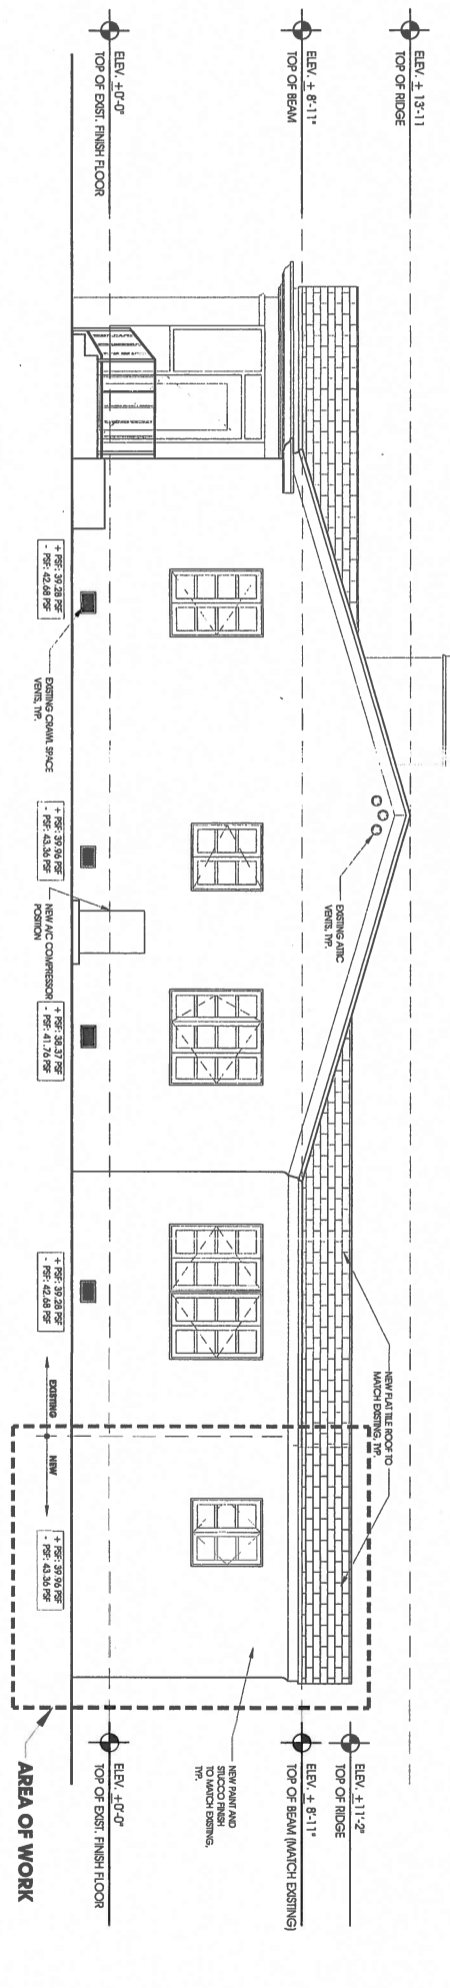 ELEV. ± 13'-11
TOP OF RIDGE
ELEV. ± 8'-11"
TOP OF BEAM
ELEV. ±0'-0"
TOP OF EXIST. FINISH FLOOR
EXISTING ATTIC
VENTS, TYP.
NEW FLAT TILE ROOF TO
MATCH EXISTING, TYP.
+ PSF: 39.28 PSF
- PSF: 42.68 PSF
EXISTING CRAWL SPACE
VENTS, TYP.
+ PSF: 39.96 PSF
- PSF: 43.36 PSF
NEW A/C COMPRESSOR
POSITION
+ PSF: 38.37 PSF
- PSF: 41.76 PSF
+ PSF: 39.28 PSF
- PSF: 42.68 PSF
EXISTING
NEW
+ PSF: 39.96 PSF
- PSF: 43.36 PSF
NEW PAINT AND
STUCCO FINISH
TO MATCH EXISTING,
TYP.
ELEV. ±11'-2"
TOP OF RIDGE
ELEV. ± 8'-11"
TOP OF BEAM (MATCH EXISTING)
ELEV. ±0'-0"
TOP OF EXIST. FINISH FLOOR
AREA OF WORK